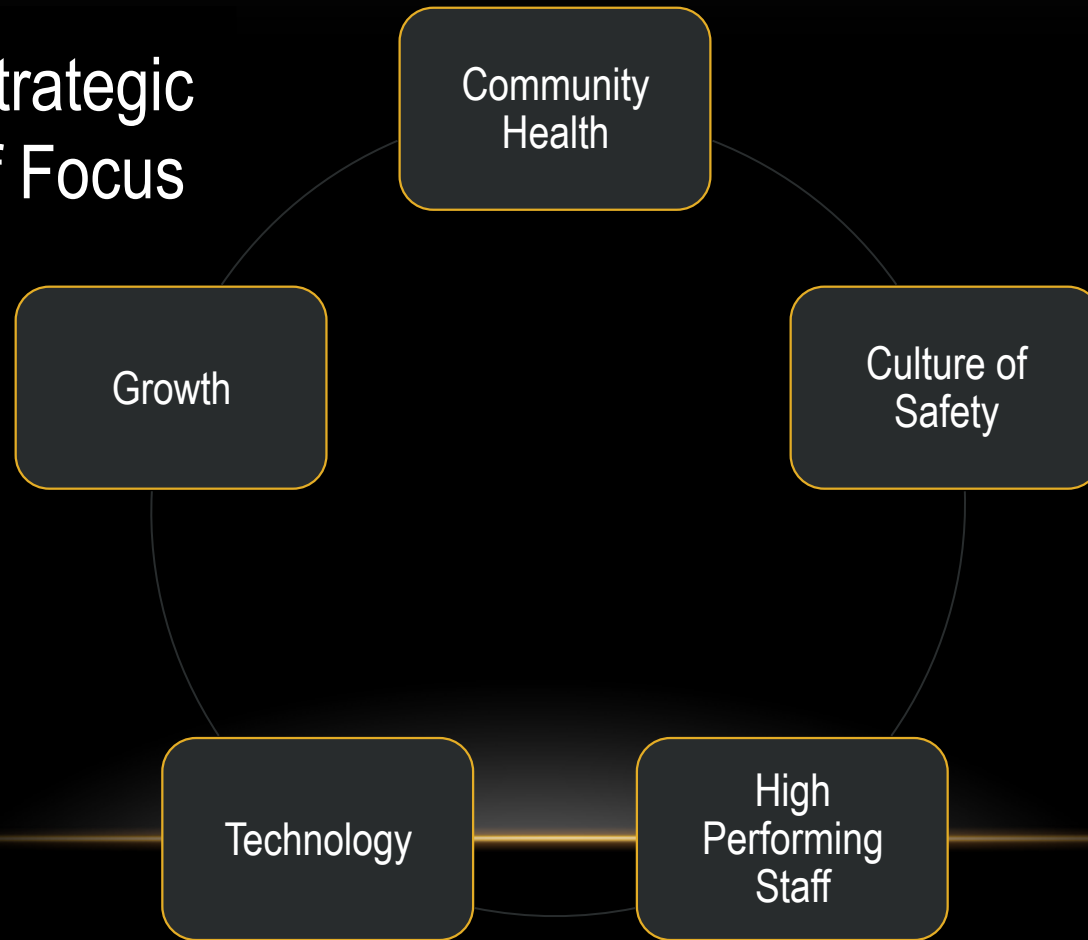 trategic
f Focus
Community
Health
Culture of
Safety
High
Performing
Staff
Technology
Growth